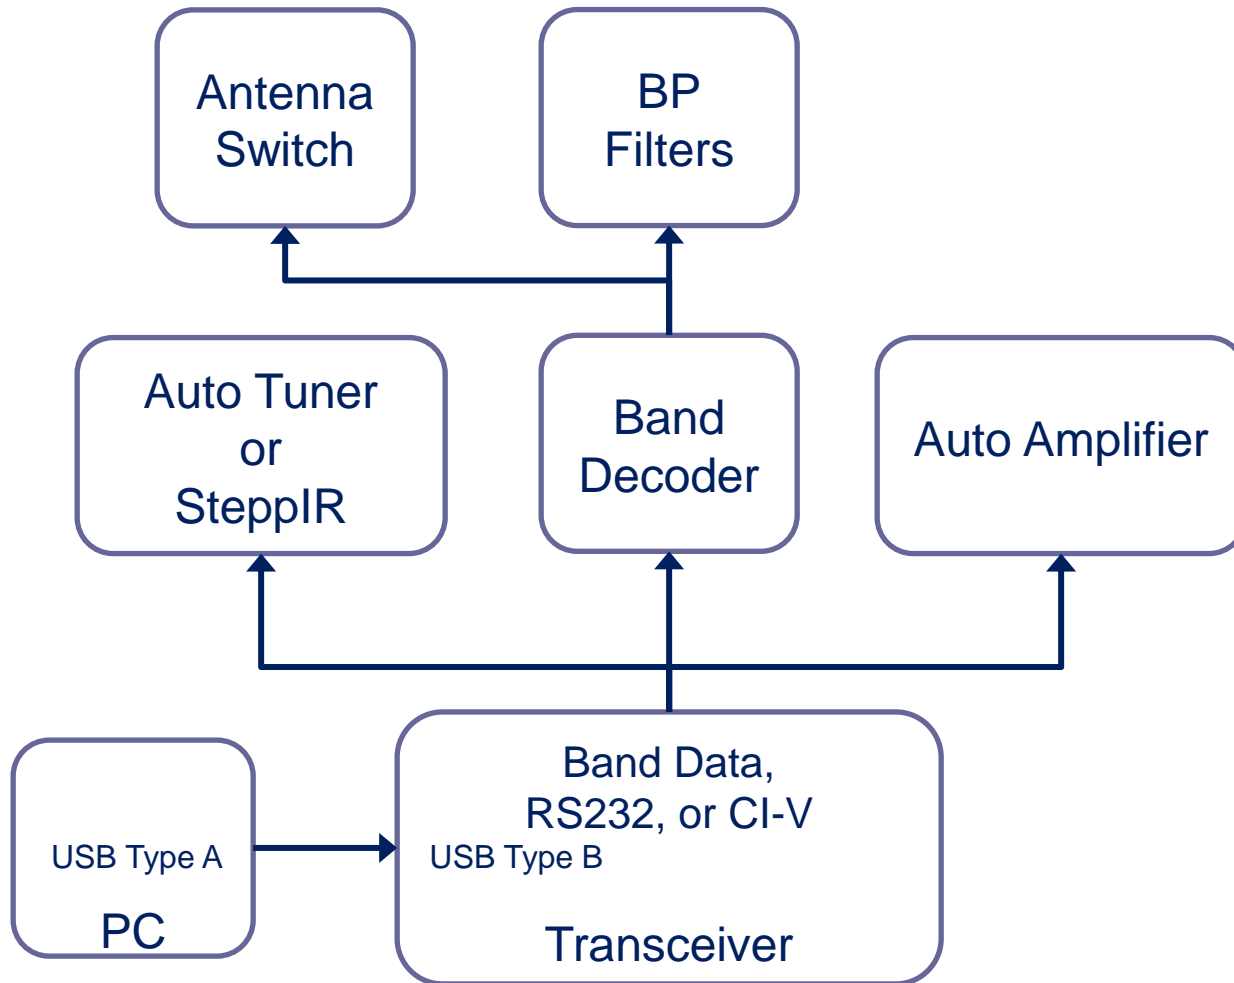 Antenna
Switch
BP
Filters
Auto Tuner
or
SteppIR
Band
Decoder
Auto Amplifier
USB Type A
PC
Band Data,
RS232, or CI-V
USB Type B
Transceiver